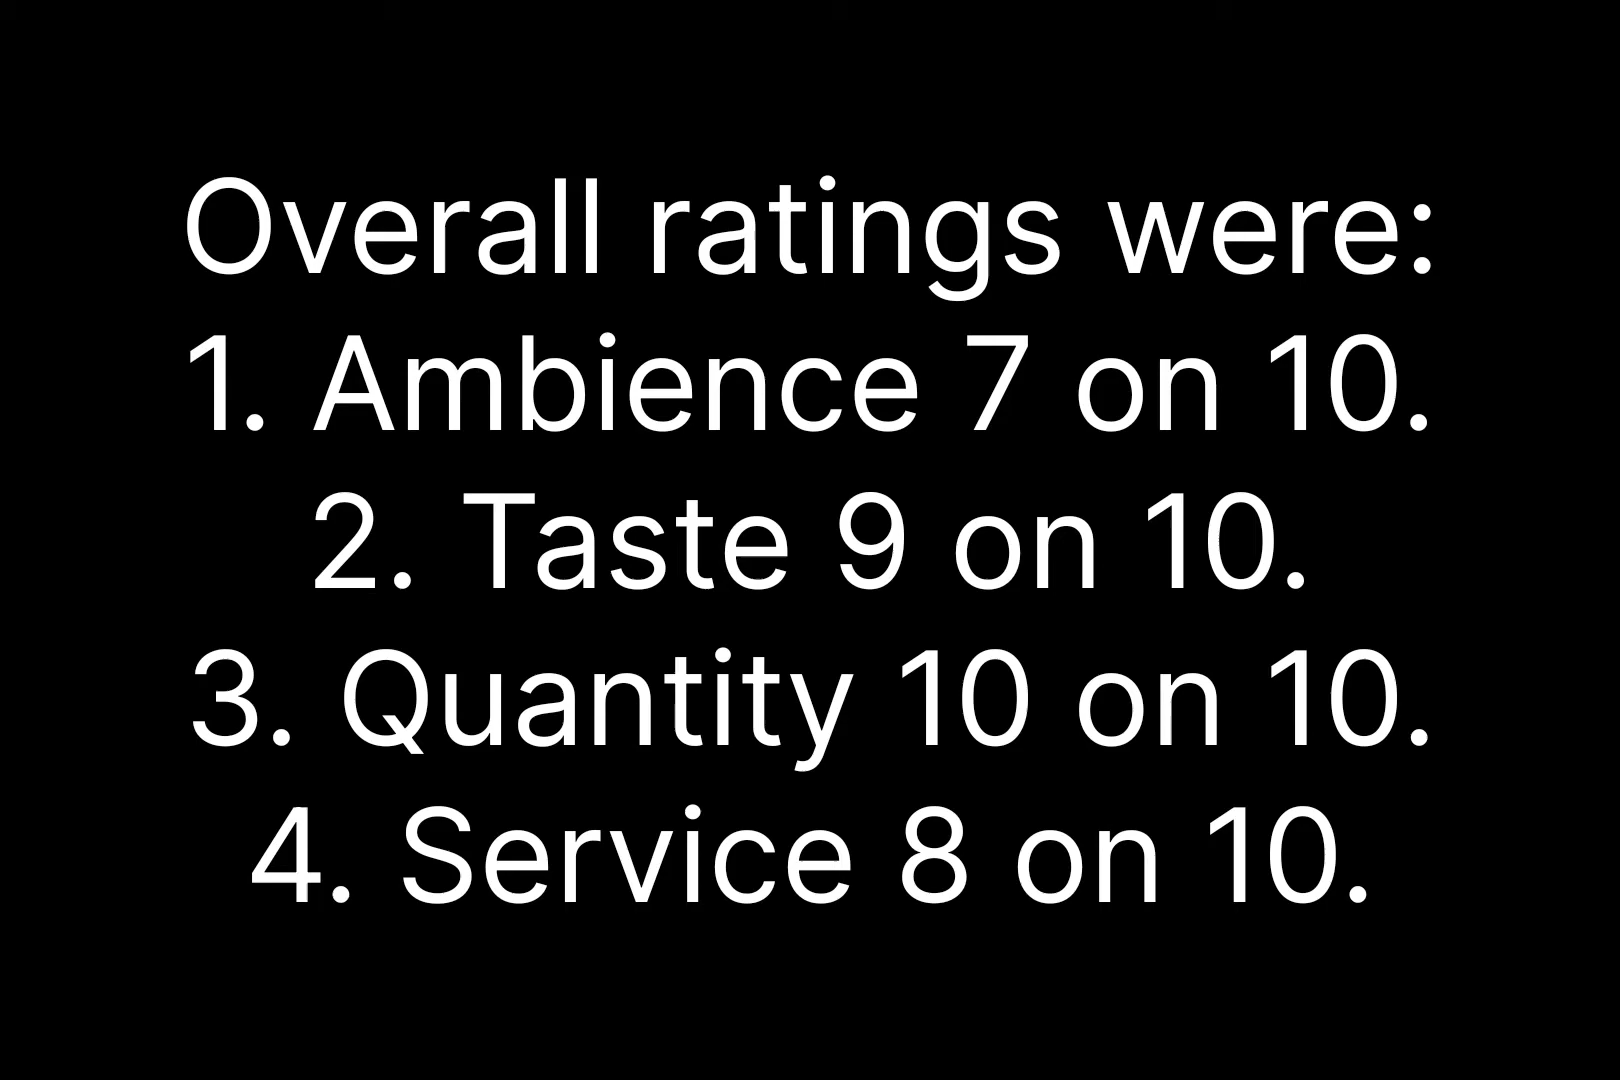 Overall ratings were:
1. Ambience 7 on 10.
2. Taste 9 on 10.
3. Quantity 10 on 10.
4. Service 8 on 10.